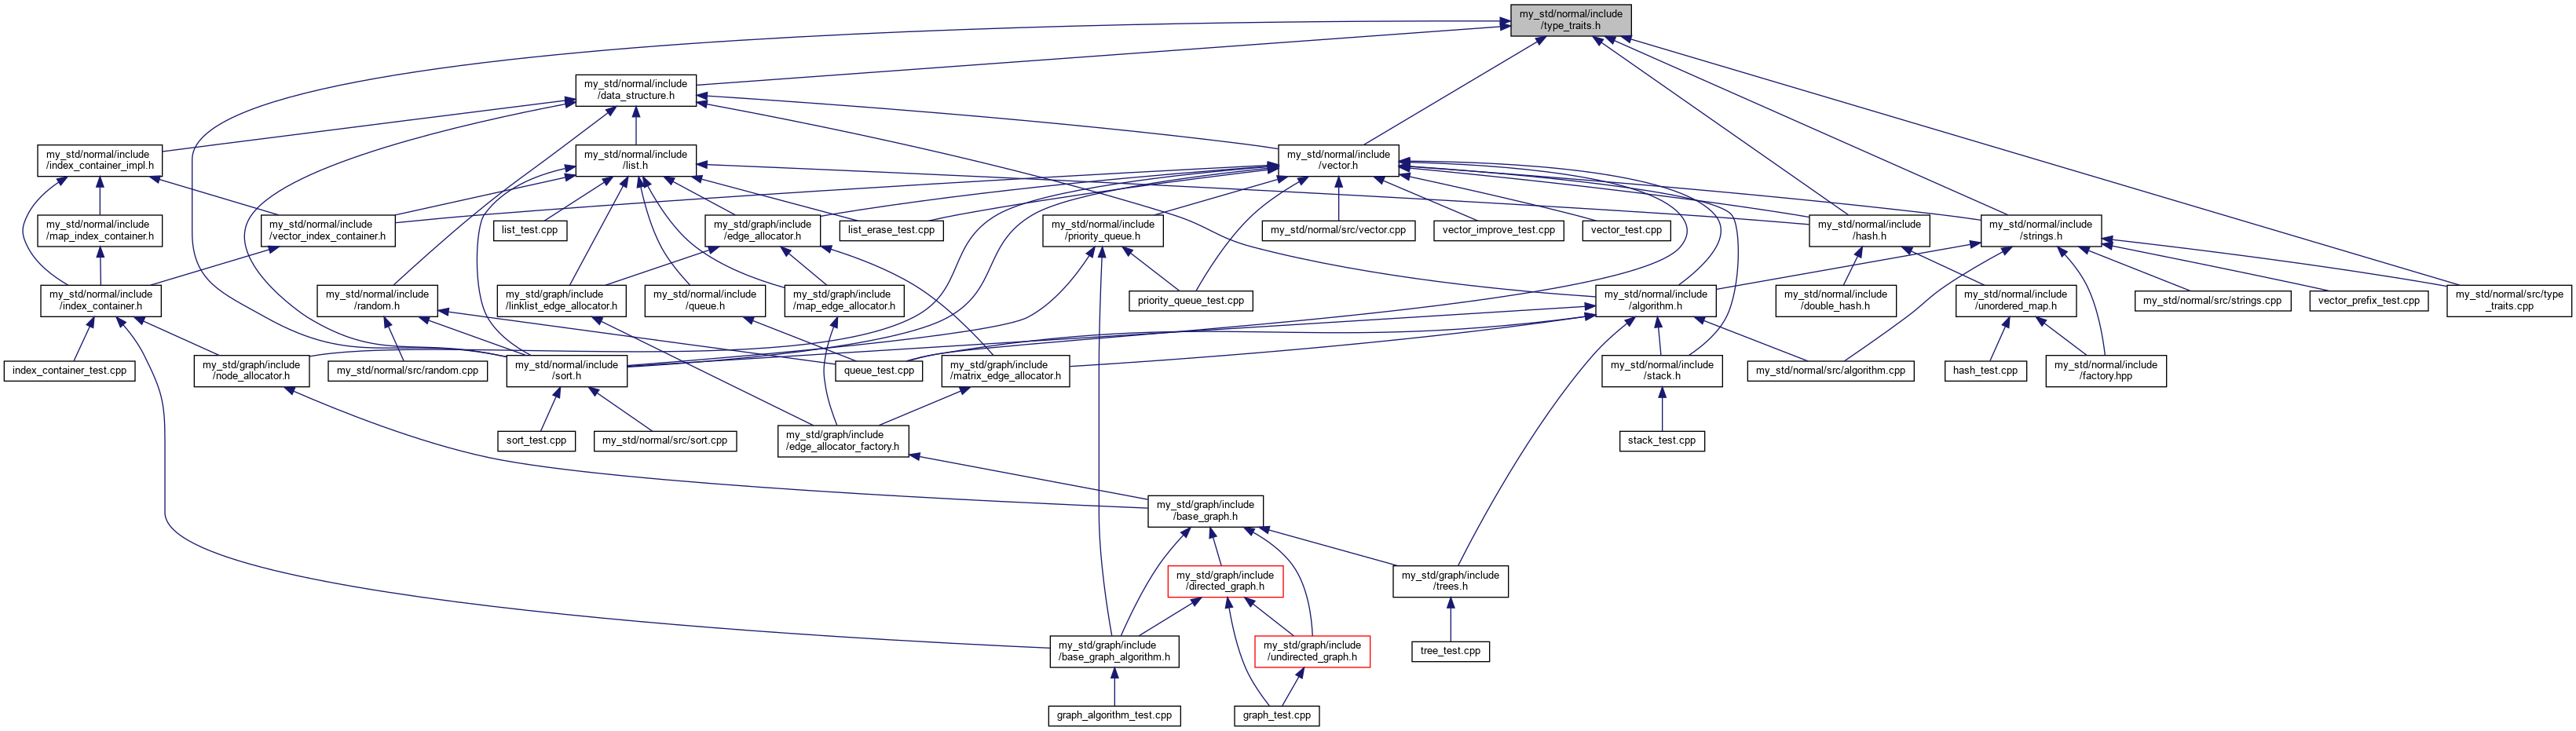 my_std/normal/include
/type_traits.h
my_std/normal/include
/data_structure.h
my_std/normal/include
/index_container_impl.h
my_std/normal/include
/list.h
my_std/normal/include
/vector.h
my_std/normal/include
/map_index_container.h
my_std/normal/include
/vector_index_container.h
list_test.cpp
my_std/graph/include
/edge_allocator.h
list_erase_test.cpp
my_std/normal/include
/priority_queue.h
my_std/normal/src/vector.cpp
vector_improve_test.cpp
vector_test.cpp
my_std/normal/include
/hash.h
my_std/normal/include
/strings.h
my_std/normal/include
/index_container.h
my_std/normal/include
/random.h
my_std/graph/include
/linklist_edge_allocator.h
my_std/normal/include
/queue.h
my_std/graph/include
/map_edge_allocator.h
priority_queue_test.cpp
my_std/normal/include
/algorithm.h
my_std/normal/include
/double_hash.h
my_std/normal/include
/unordered_map.h
my_std/normal/src/strings.cpp
vector_prefix_test.cpp
my_std/normal/src/type
_traits.cpp
index_container_test.cpp
my_std/graph/include
/node_allocator.h
my_std/normal/src/random.cpp
my_std/normal/include
/sort.h
queue_test.cpp
my_std/graph/include
/matrix_edge_allocator.h
my_std/normal/include
/stack.h
my_std/normal/src/algorithm.cpp
hash_test.cpp
my_std/normal/include
/factory.hpp
sort_test.cpp
my_std/normal/src/sort.cpp
my_std/graph/include
/edge_allocator_factory.h
stack_test.cpp
my_std/graph/include
/base_graph.h
my_std/graph/include
/directed_graph.h
my_std/graph/include
/trees.h
my_std/graph/include
/base_graph_algorithm.h
my_std/graph/include
/undirected_graph.h
tree_test.cpp
graph_algorithm_test.cpp
graph_test.cpp